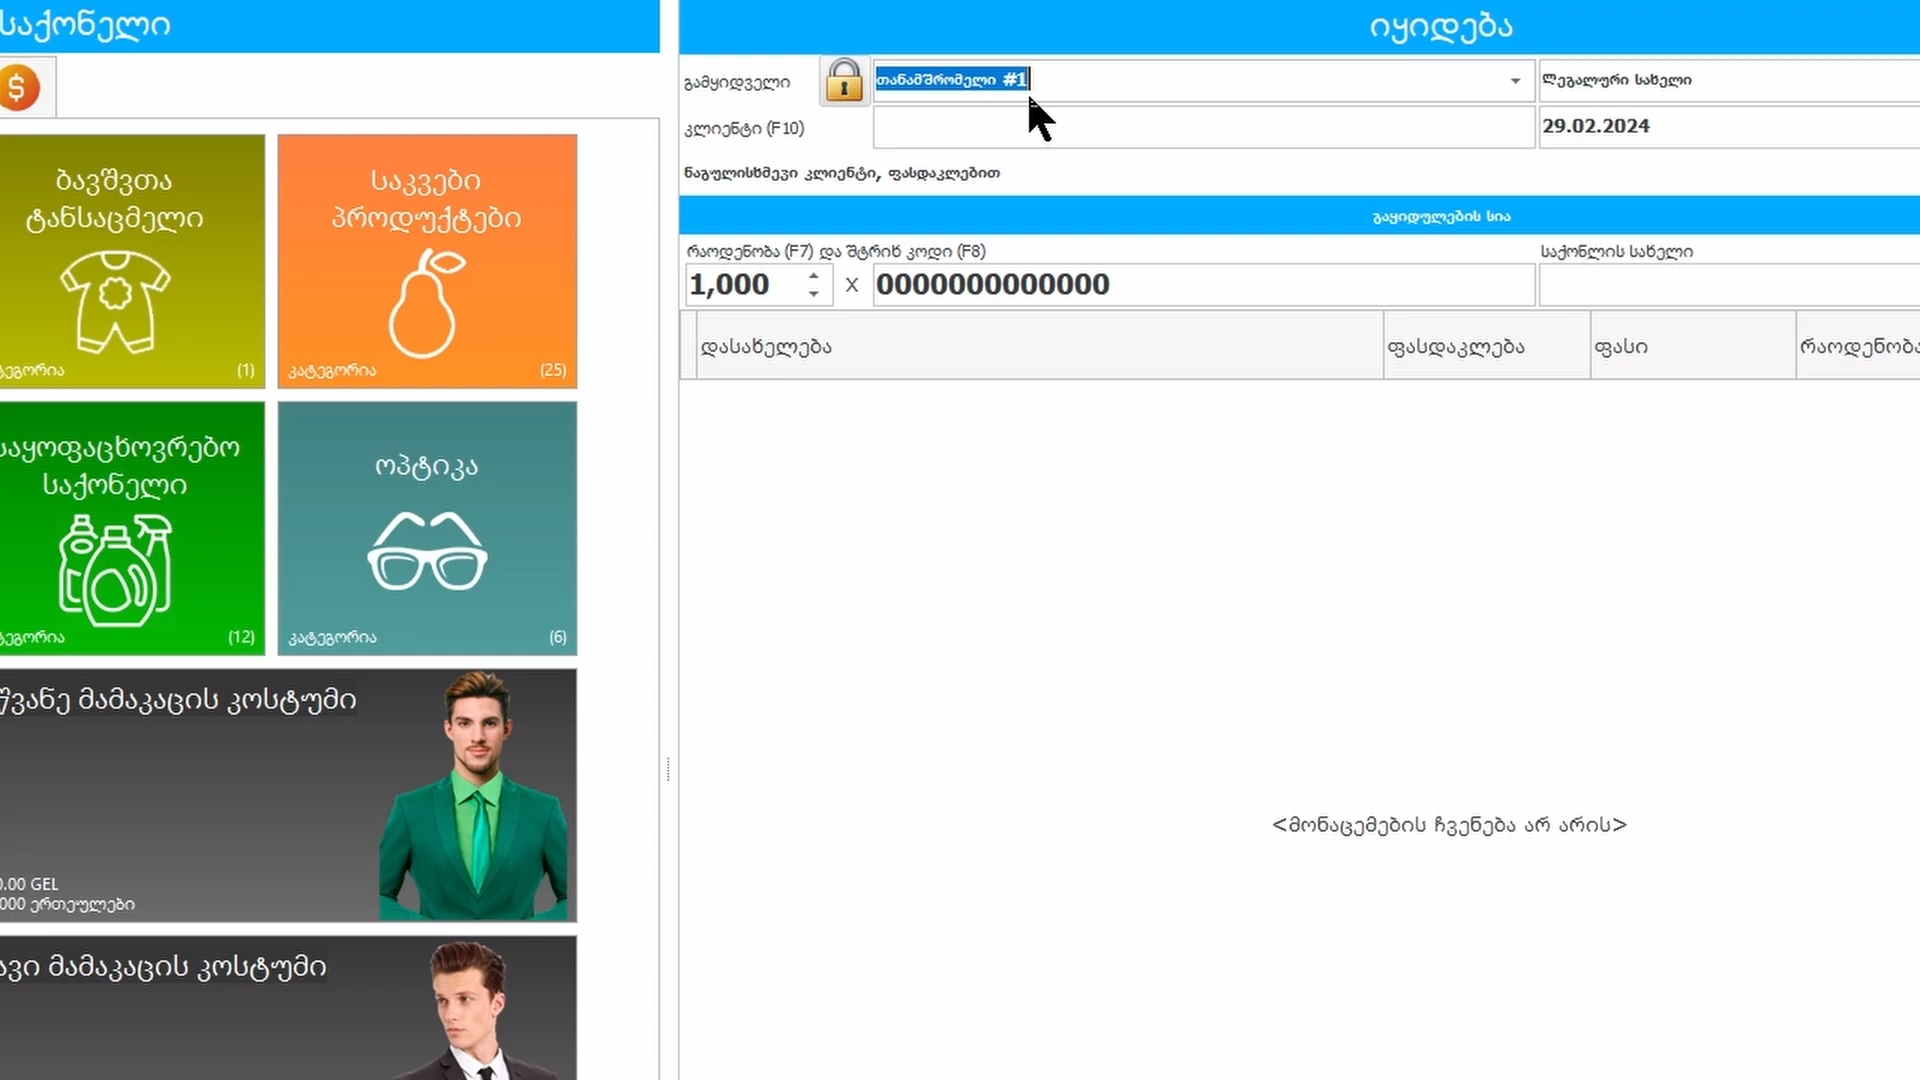 საქონელი
ბავშვთა
ტანსაცმელი
(1)
საკვები
პროდუქტები
კატეგორია (25)
საყოფაცხოვრებო
საქონელი
(12)
ოპტიკა
კატეგორია (6)
მამაკაცის კოსტუმი
GEL
ერთეულები
მამაკაცის კოსტუმი
იყიდება
გამყიდველი თანამშრომელი #1 ლეგალური სახელი
კლიენტი (F10) 29.02.2024
ნაგულისხმევი კლიენტი, ფასდაკლებით
გაყიდულების სია
რაოდენობა (F7) და შტრიხ კოდი (F8) საქონლის სახელი
1,000 X 0000000000000
დასახელება ფასდაკლება ფასი რაოდენობა
<მონაცემების ჩვენება არ არის>